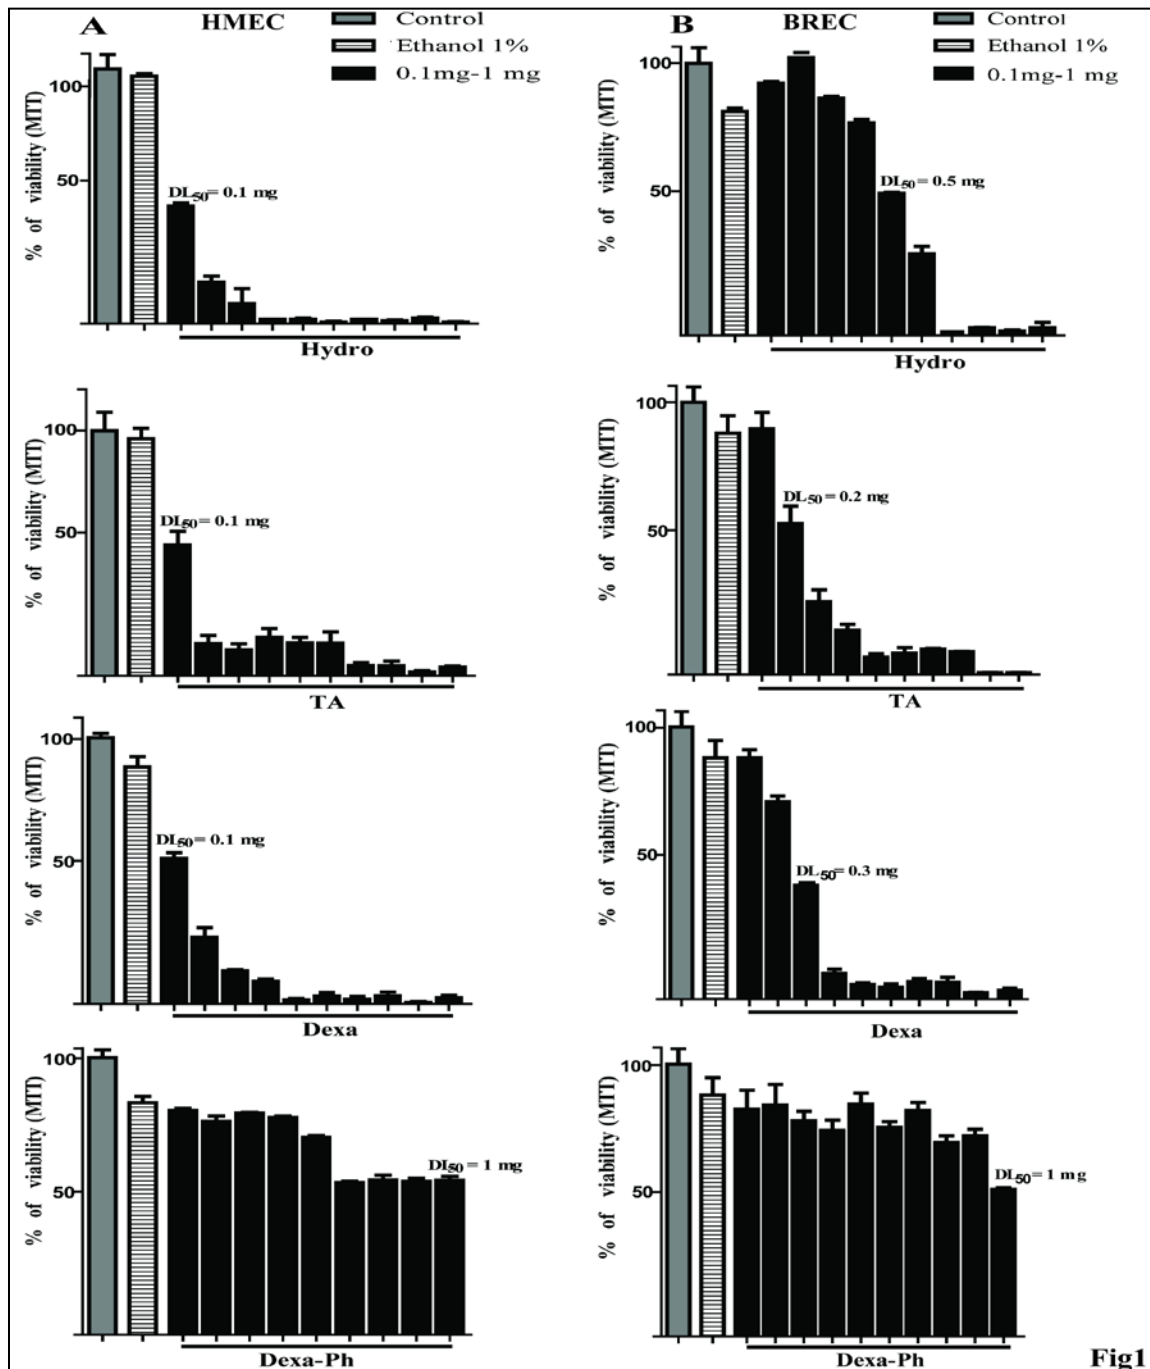 A HMEC
Control
Ethanol 1%
0.1mg-1 mg
% of viability (MTT)
100
50
DL50 = 0.1 mg
Hydro
B BREC
Control
Ethanol 1%
0.1mg-1 mg
% of viability (MTT)
100
50
DL50 = 0.5 mg
Hydro
% of viability (MTT)
100
50
DL50 = 0.1 mg
TA
% of viability (MTT)
100
50
DL50 = 0.2 mg
TA
% of viability (MTT)
100
50
DL50 = 0.1 mg
Dexa
% of viability (MTT)
100
50
DL50 = 0.3 mg
Dexa
% of viability (MTT)
100
50
DL50 = 1 mg
Dexa-Ph
% of viability (MTT)
100
50
DL50 = 1 mg
Dexa-Ph
Fig1